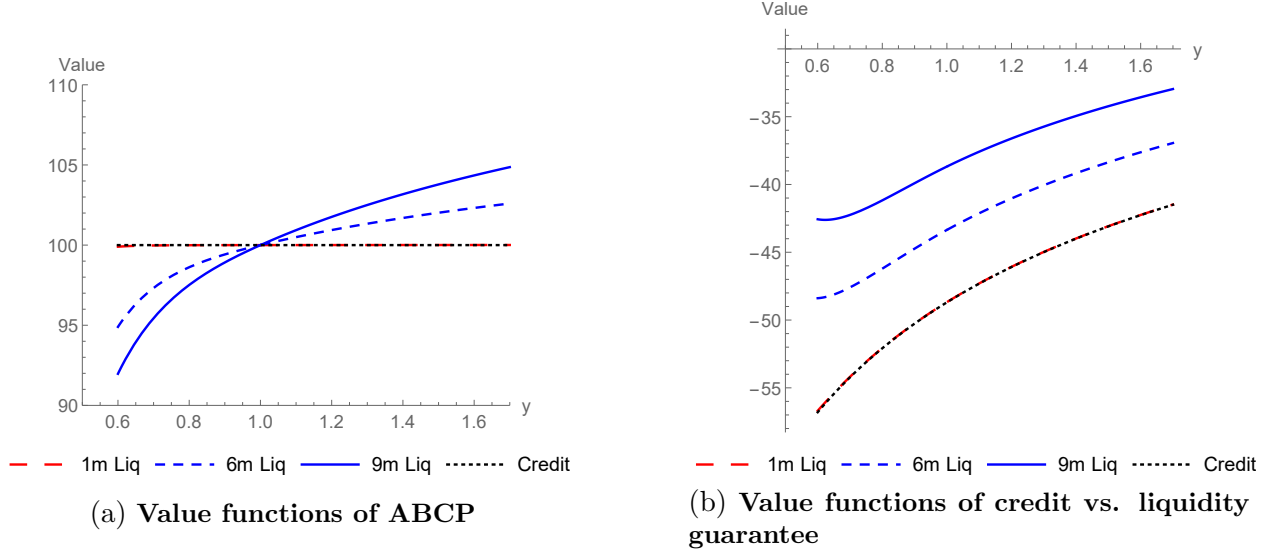 Value
110
105
100
95
90
0.6 0.8 1.0 1.2 1.4 1.6
y
1m Liq 6m Liq 9m Liq Credit
(a) Value functions of ABCP
Value
y
0.6 0.8 1.0 1.2 1.4 1.6
−35
−40
−45
−50
−55
1m Liq 6m Liq 9m Liq Credit
(b) Value functions of credit vs. liquidity
guarantee